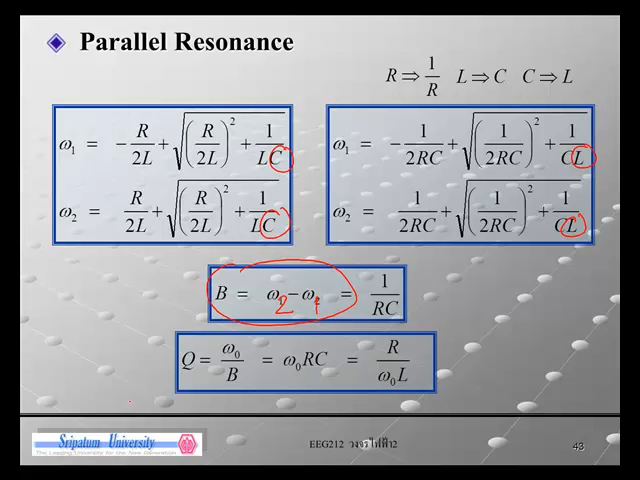 Parallel Resonance
R ⇒ 1/R   L ⇒ C   C ⇒ L
ω₁ = −R/2L + √((R/2L)² + 1/LC)
ω₂ = R/2L + √((R/2L)² + 1/LC)
ω₁ = −1/2RC + √((1/2RC)² + 1/CL)
ω₂ = 1/2RC + √((1/2RC)² + 1/CL)
B = ω₂ − ω₁ = 1/RC
Q = ω₀/B = ω₀RC = R/ω₀L
Sripatum University
The Leading University for the New Generation
EEG212 วงจรไฟฟ้า2
43